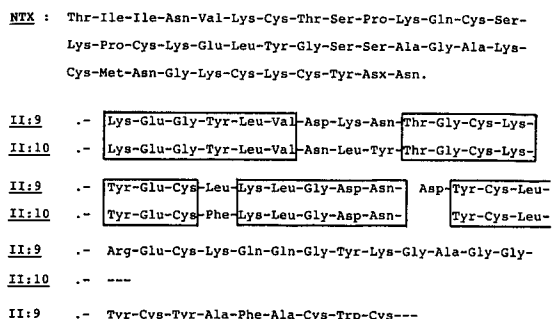 NTX : Thr-Ile-Ile-Asn-Val-Lys-Cys-Thr-Ser-Pro-Lys-Gln-Cys-Ser-
Lys-Pro-Cys-Lys-Glu-Leu-Tyr-Gly-Ser-Ser-Ala-Gly-Ala-Lys-
Cys-Met-Asn-Gly-Lys-Cys-Lys-Cys-Tyr-Asx-Asn.
II:9 .- Lys-Glu-Gly-Tyr-Leu-Val-Asp-Lys-Asn-Thr-Gly-Cys-Lys-
II:10 .- Lys-Glu-Gly-Tyr-Leu-Val-Asn-Leu-Tyr-Thr-Gly-Cys-Lys-
II:9 .- Tyr-Glu-Cys-Leu-Lys-Leu-Gly-Asp-Asn- Asp-Tyr-Cys-Leu-
II:10 .- Tyr-Glu-Cys-Phe-Lys-Leu-Gly-Asp-Asn- Tyr-Cys-Leu-
II:9 .- Arg-Glu-Cys-Lys-Gln-Gln-Gly-Tyr-Lys-Gly-Ala-Gly-Gly-
II:10 .- ---
II:9 .- Tyr-Cys-Tyr-Ala-Phe-Ala-Cys-Trp-Cys---